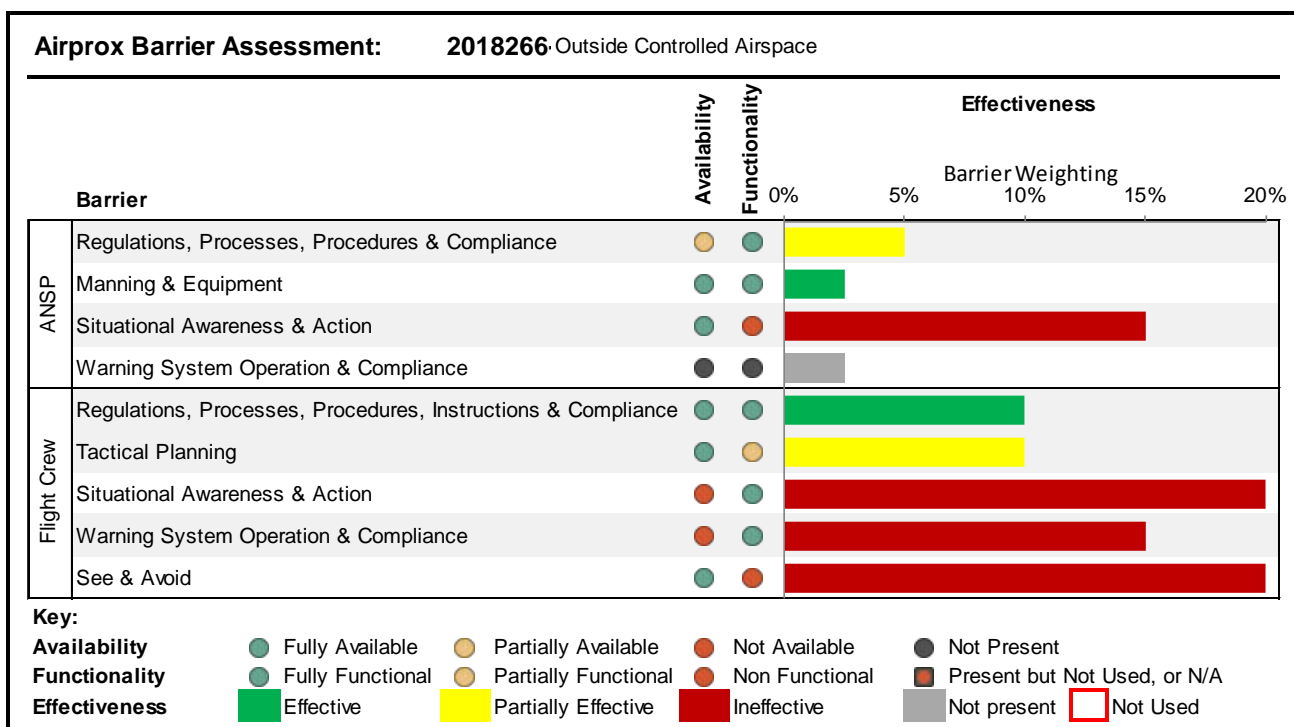 Airprox Barrier Assessment: 2018266 Outside Controlled Airspace
Availability
Functionality
Effectiveness
Barrier Weighting
Barrier
0% 5% 10% 15% 20%
ANSP
Regulations, Processes, Procedures & Compliance
Manning & Equipment
Situational Awareness & Action
Warning System Operation & Compliance
Flight Crew
Regulations, Processes, Procedures, Instructions & Compliance
Tactical Planning
Situational Awareness & Action
Warning System Operation & Compliance
See & Avoid
Key:
Availability Fully Available Partially Available Not Available Not Present
Functionality Fully Functional Partially Functional Non Functional Present but Not Used, or N/A
Effectiveness Effective Partially Effective Ineffective Not present Not Used